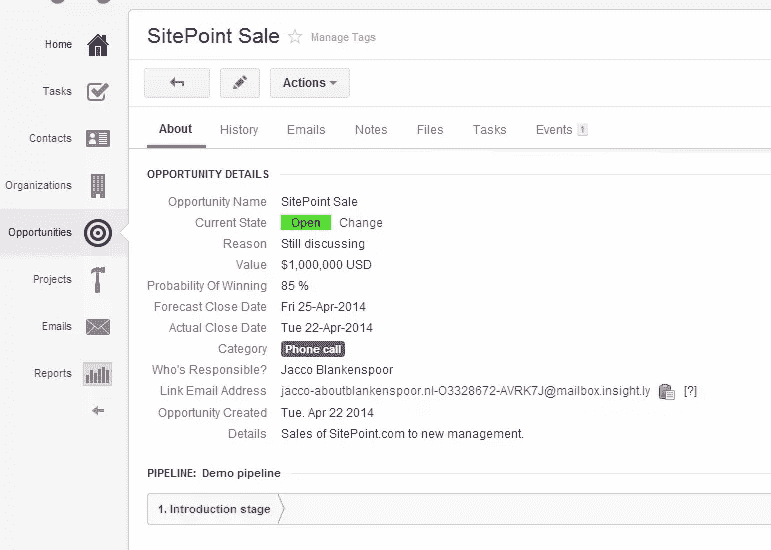 SitePoint Sale Manage Tags
Actions
Home
Tasks
Contacts
Organizations
Opportunities
Projects
Emails
Reports
About History Emails Notes Files Tasks Events 1
OPPORTUNITY DETAILS
Opportunity Name SitePoint Sale
Current State Open Change
Reason Still discussing
Value $1,000,000 USD
Probability Of Winning 85 %
Forecast Close Date Fri 25-Apr-2014
Actual Close Date Tue 22-Apr-2014
Category Phone call
Who's Responsible? Jacco Blankenspoor
Link Email Address jacco-aboutblankenspoor.nl-O3328672-AVRK7J@mailbox.insight.ly [?]
Opportunity Created Tue. Apr 22 2014
Details Sales of SitePoint.com to new management.
PIPELINE: Demo pipeline
1. Introduction stage